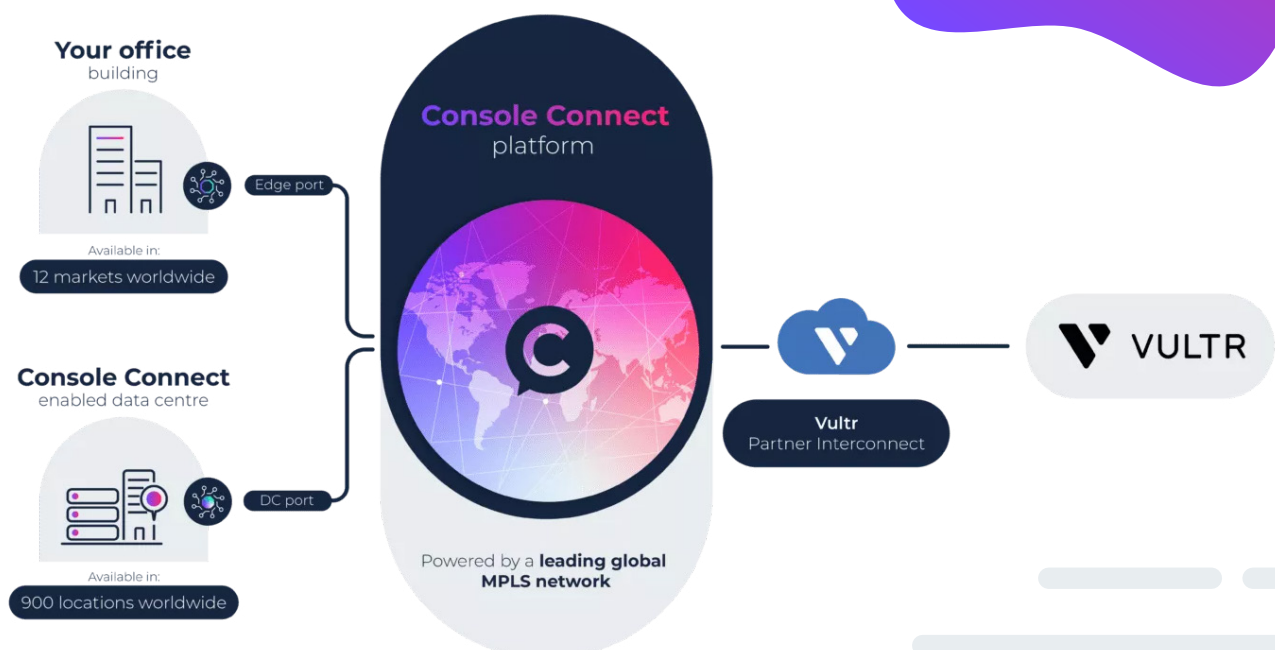 Your office
building
Edge port
Available in:
12 markets worldwide
Console Connect
enabled data centre
DC port
Available in:
900 locations worldwide
Console Connect
platform
C
Powered by a leading global
MPLS network
Vultr
Partner Interconnect
VULTR